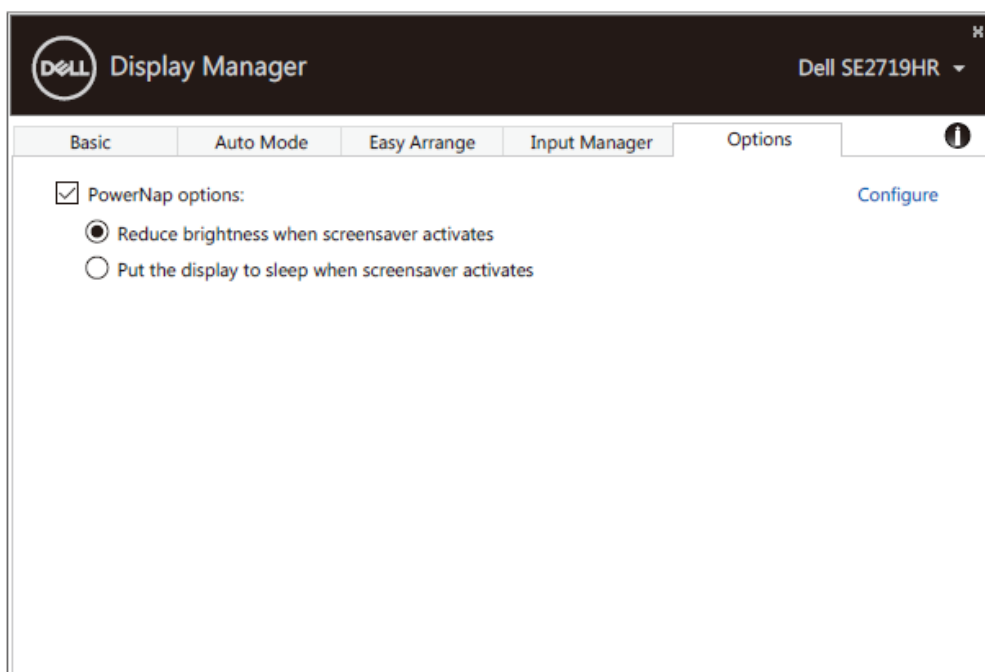 DELL Display Manager
Dell SE2719HR
Basic Auto Mode Easy Arrange Input Manager Options
PowerNap options: Configure
Reduce brightness when screensaver activates
Put the display to sleep when screensaver activates